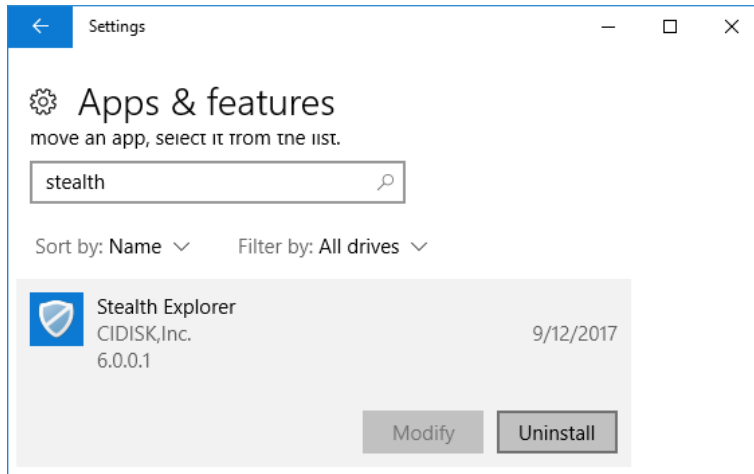 Settings
Apps & features
move an app, select it from the list.
stealth
Sort by: Name Filter by: All drives
Stealth Explorer
CIDISK,Inc. 9/12/2017
6.0.0.1
Modify Uninstall